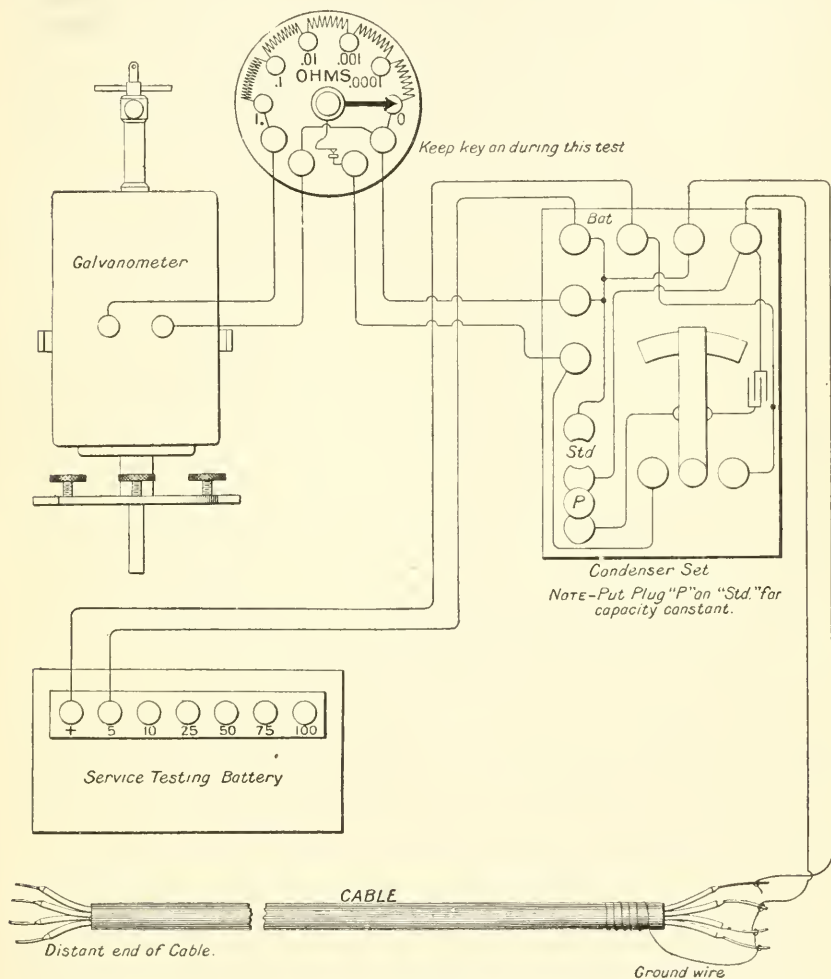 .01 .001
.1 OHMS .0001
1. 0
Keep key on during this test
Galvanometer
Bat
Std
P
Condenser Set
NOTE-Put Plug "P" on "Std." for
capacity constant.
+ 5 10 25 50 75 100
Service Testing Battery
CABLE
Distant end of Cable.
Ground wire